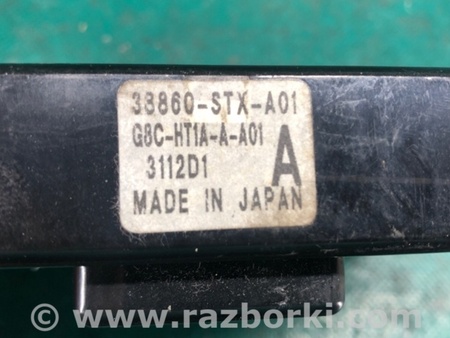 38860-STX-A01
G8C-HT1A-A-A01
3112D1 A
MADE IN JAPAN
© www.razborki.com